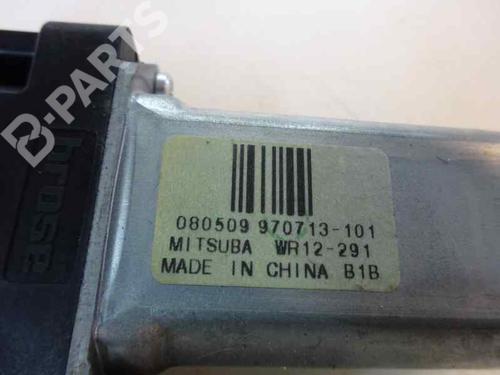 B-PARTS
brose
080509 970713-101
MITSUBA WR12-291
MADE IN CHINA B1B